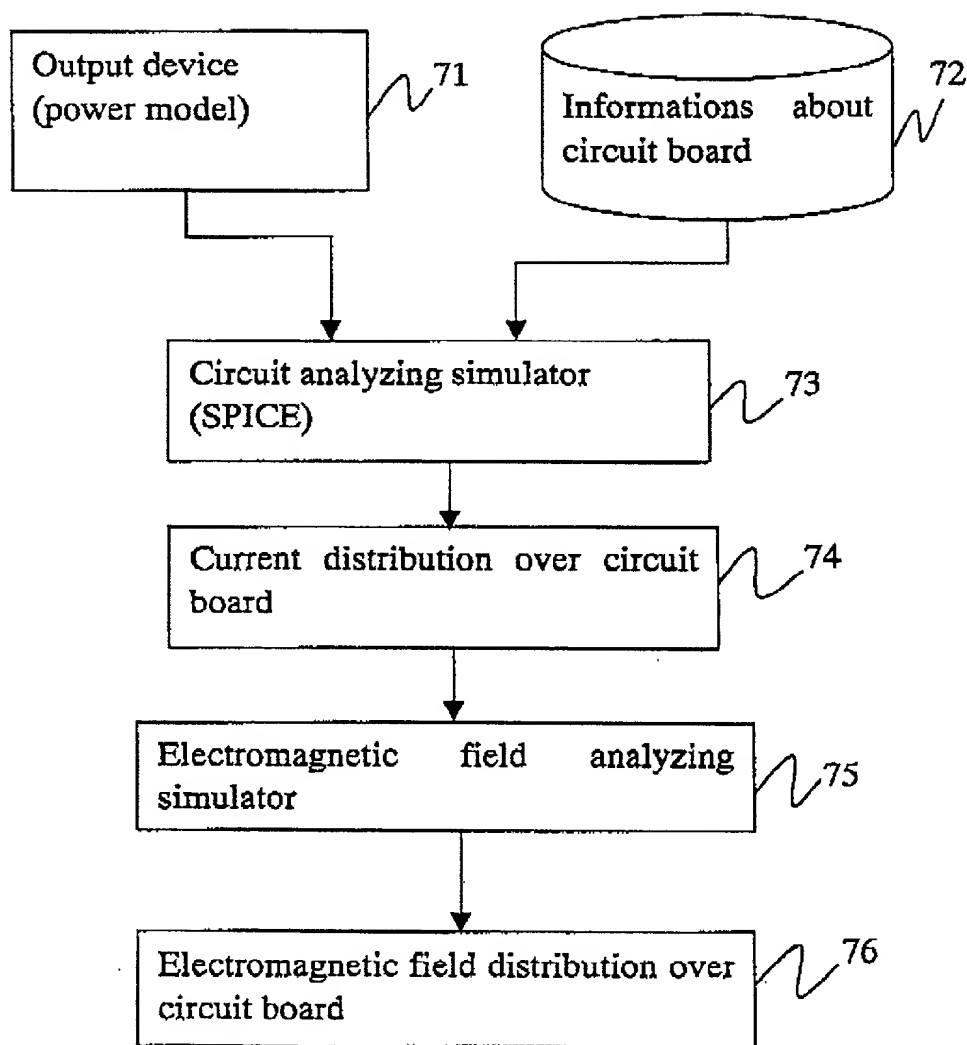 Output device
(power model)
71
Informations about
circuit board
72
Circuit analyzing simulator
(SPICE)
73
Current distribution over circuit
board
74
Electromagnetic field analyzing
simulator
75
Electromagnetic field distribution over
circuit board
76